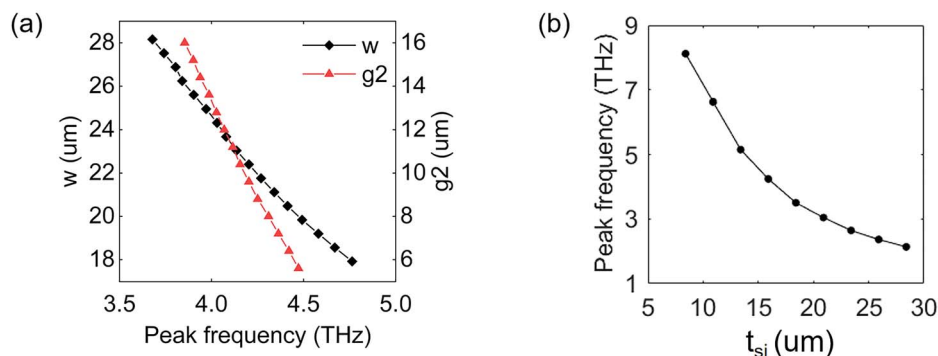 (a)
w (um)
28
26
24
22
20
18
w
g2
16
14
12
10
8
6
g2 (um)
3.5 4.0 4.5 5.0
Peak frequency (THz)
(b)
Peak frequency (THz)
9
7
5
3
1
5 10 15 20 25 30
t_si (um)